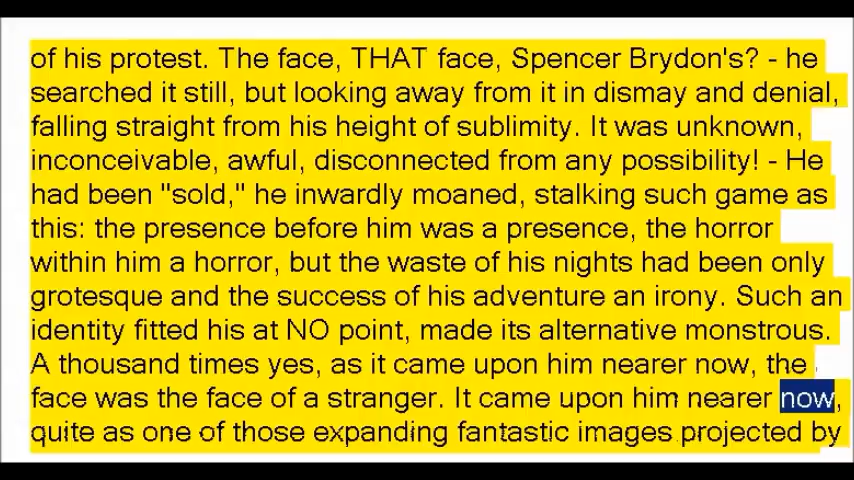 of his protest. The face, THAT face, Spencer Brydon's? - he
searched it still, but looking away from it in dismay and denial,
falling straight from his height of sublimity. It was unknown,
inconceivable, awful, disconnected from any possibility! - He
had been "sold," he inwardly moaned, stalking such game as
this: the presence before him was a presence, the horror
within him a horror, but the waste of his nights had been only
grotesque and the success of his adventure an irony. Such an
identity fitted his at NO point, made its alternative monstrous.
A thousand times yes, as it came upon him nearer now, the
face was the face of a stranger. It came upon him nearer now,
quite as one of those expanding fantastic images projected by